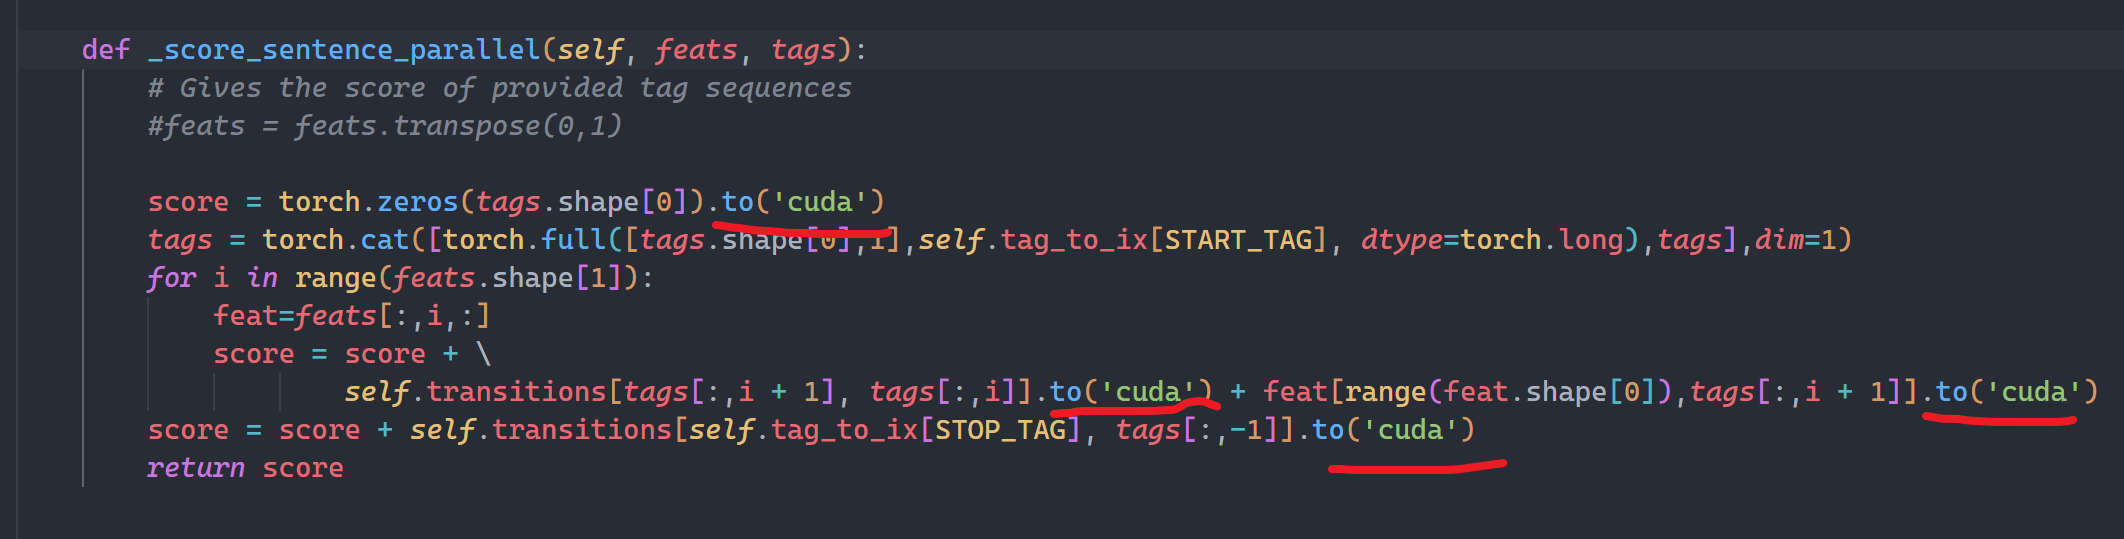 def _score_sentence_parallel(self, feats, tags):
# Gives the score of provided tag sequences
#feats = feats.transpose(0,1)
score = torch.zeros(tags.shape[0]).to('cuda')
tags = torch.cat([torch.full([tags.shape[0],1],self.tag_to_ix[START_TAG], dtype=torch.long),tags],dim=1)
for i in range(feats.shape[1]):
feat=feats[:,i,:]
score = score + \
self.transitions[tags[:,i + 1], tags[:,i]].to('cuda') + feat[range(feat.shape[0]),tags[:,i + 1]].to('cuda')
score = score + self.transitions[self.tag_to_ix[STOP_TAG], tags[:,-1]].to('cuda')
return score